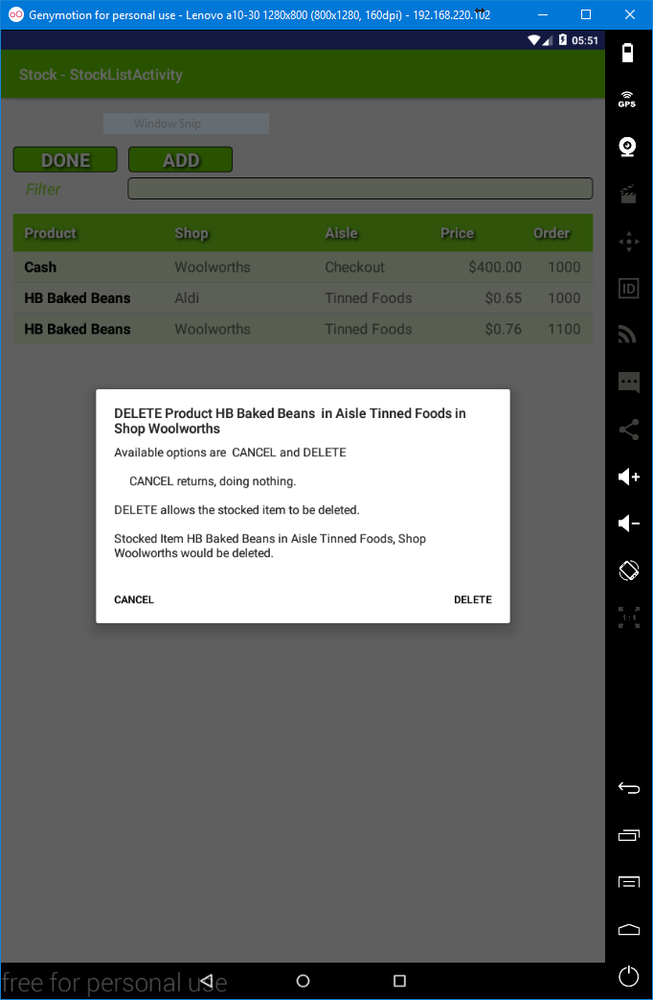 Genymotion for personal use - Lenovo a10-30 1280x800 (800x1280, 160dpi) - 192.168.220.102
05:51
Stock - StockListActivity
Window Snip
DONE ADD
Filter
Product Shop Aisle Price Order
Cash Woolworths Checkout $400.00 1000
HB Baked Beans Aldi Tinned Foods $0.65 1000
HB Baked Beans Woolworths Tinned Foods $0.76 1100
DELETE Product HB Baked Beans  in Aisle Tinned Foods in
Shop Woolworths
Available options are  CANCEL and DELETE
CANCEL returns, doing nothing.
DELETE allows the stocked item to be deleted.
Stocked Item HB Baked Beans in Aisle Tinned Foods, Shop
Woolworths would be deleted.
CANCEL DELETE
free for personal use
GPS
ID
1:1